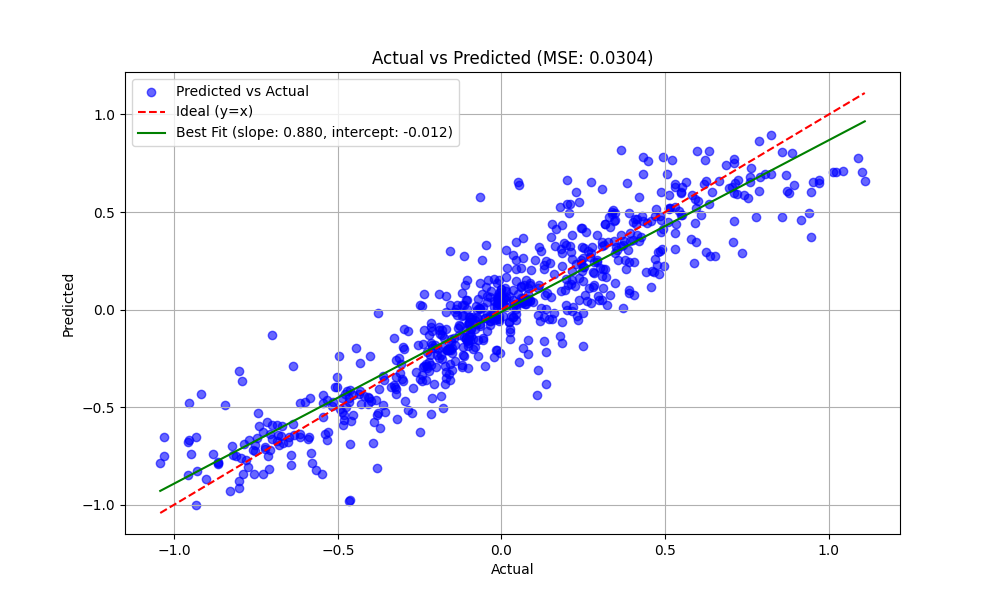 Actual vs Predicted (MSE: 0.0304)
Predicted vs Actual
Ideal (y=x)
Best Fit (slope: 0.880, intercept: -0.012)
1.0
0.5
0.0
−0.5
−1.0
Predicted
−1.0 −0.5 0.0 0.5 1.0
Actual